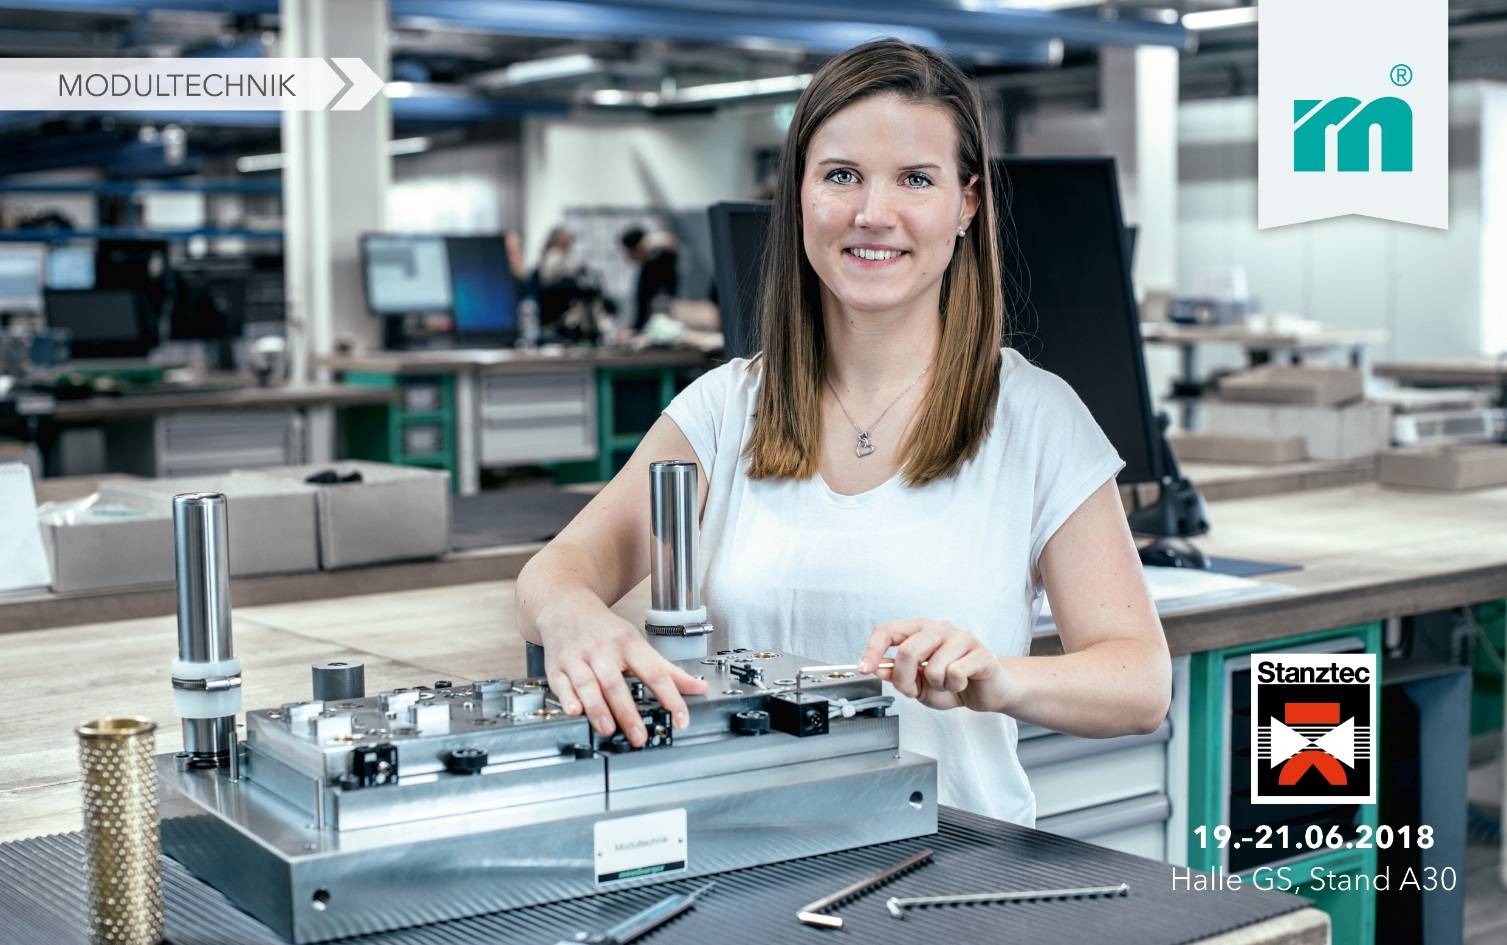 MODULTECHNIK
m®
Modultechnik
Stanztec
19.-21.06.2018
Halle GS, Stand A30